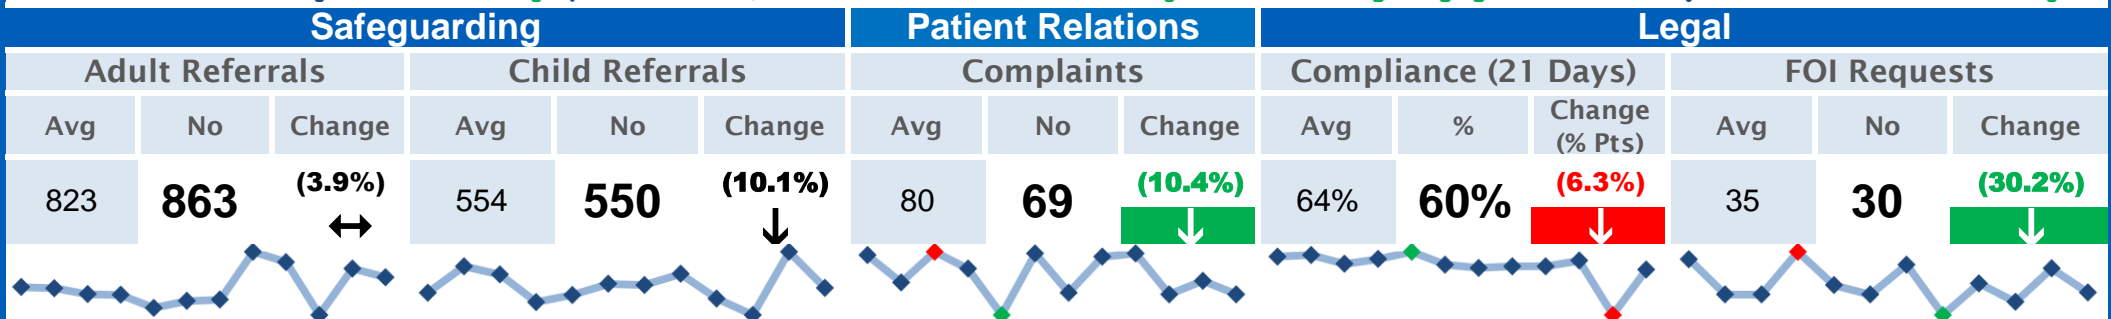 Safeguarding Patient Relations Legal
Adult Referrals Child Referrals Complaints Compliance (21 Days) FOI Requests
Avg No Change Avg No Change Avg No Change Avg % Change (% Pts) Avg No Change
823 863 (3.9%) ↔ 554 550 (10.1%) ↓ 80 69 (10.4%) ↓ 64% 60% (6.3%) ↓ 35 30 (30.2%) ↓